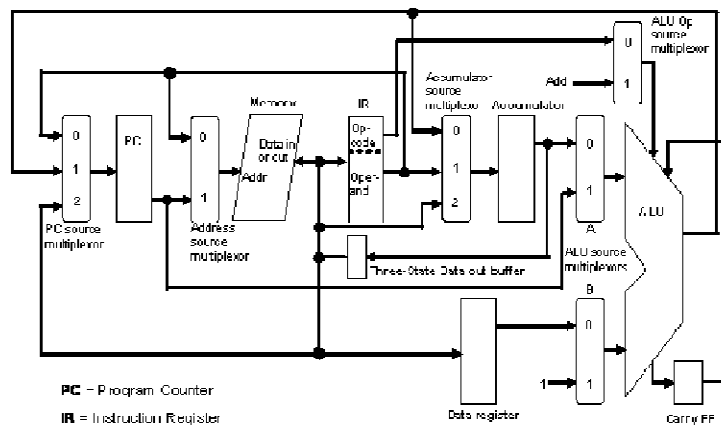 ALU Op
source
multiplexor
0
1
Add
Accumulator
source
multiplexor
Accumulator
Memory
IR
0
1
2
PC
0
1
Data in
or out
Addr
Op-
code
Oper-
and
0
1
2
0
1
A
ALU
PC source
multiplexor
Address
source
multiplexor
Three-State Data out buffer
ALU source
multiplexors
B
0
1
1
Data register
Carry FF
PC = Program Counter
IR = Instruction Register